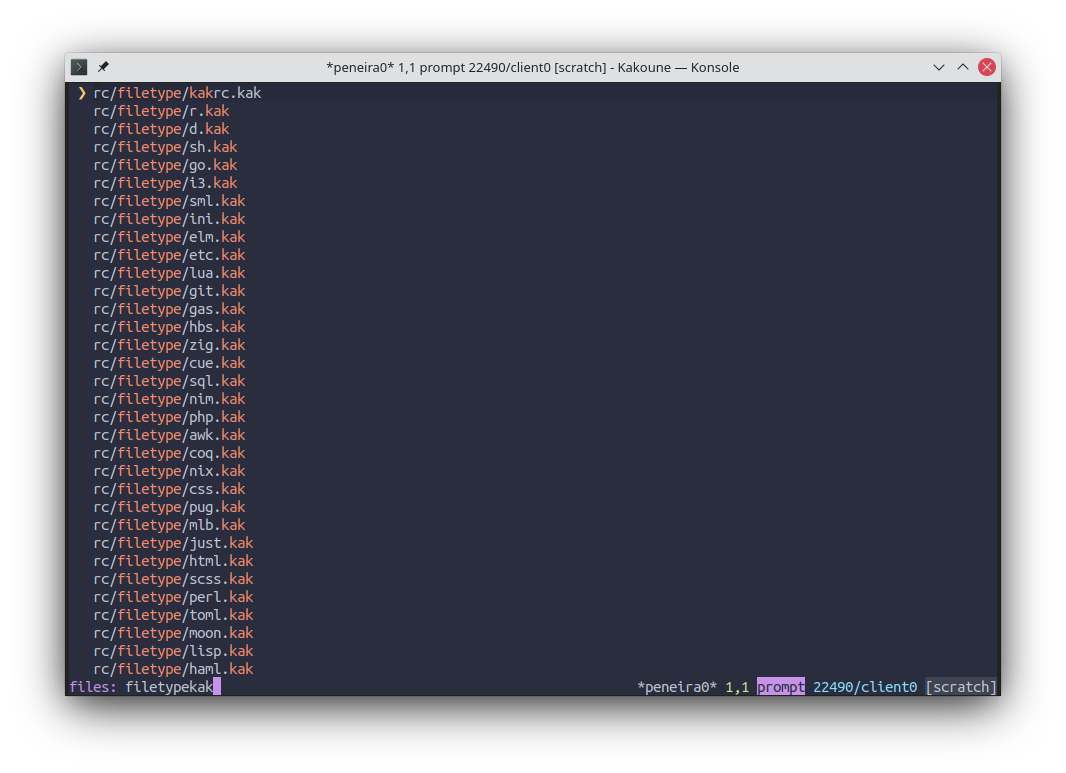 *peneira0* 1,1 prompt 22490/client0 [scratch] - Kakoune — Konsole
❯ rc/filetype/kakrc.kak
rc/filetype/r.kak
rc/filetype/d.kak
rc/filetype/sh.kak
rc/filetype/go.kak
rc/filetype/i3.kak
rc/filetype/sml.kak
rc/filetype/ini.kak
rc/filetype/elm.kak
rc/filetype/etc.kak
rc/filetype/lua.kak
rc/filetype/git.kak
rc/filetype/gas.kak
rc/filetype/hbs.kak
rc/filetype/zig.kak
rc/filetype/cue.kak
rc/filetype/sql.kak
rc/filetype/nim.kak
rc/filetype/php.kak
rc/filetype/awk.kak
rc/filetype/coq.kak
rc/filetype/nix.kak
rc/filetype/css.kak
rc/filetype/pug.kak
rc/filetype/mlb.kak
rc/filetype/just.kak
rc/filetype/html.kak
rc/filetype/scss.kak
rc/filetype/perl.kak
rc/filetype/toml.kak
rc/filetype/moon.kak
rc/filetype/lisp.kak
rc/filetype/haml.kak
files: filetypekak *peneira0* 1,1 prompt 22490/client0 [scratch]